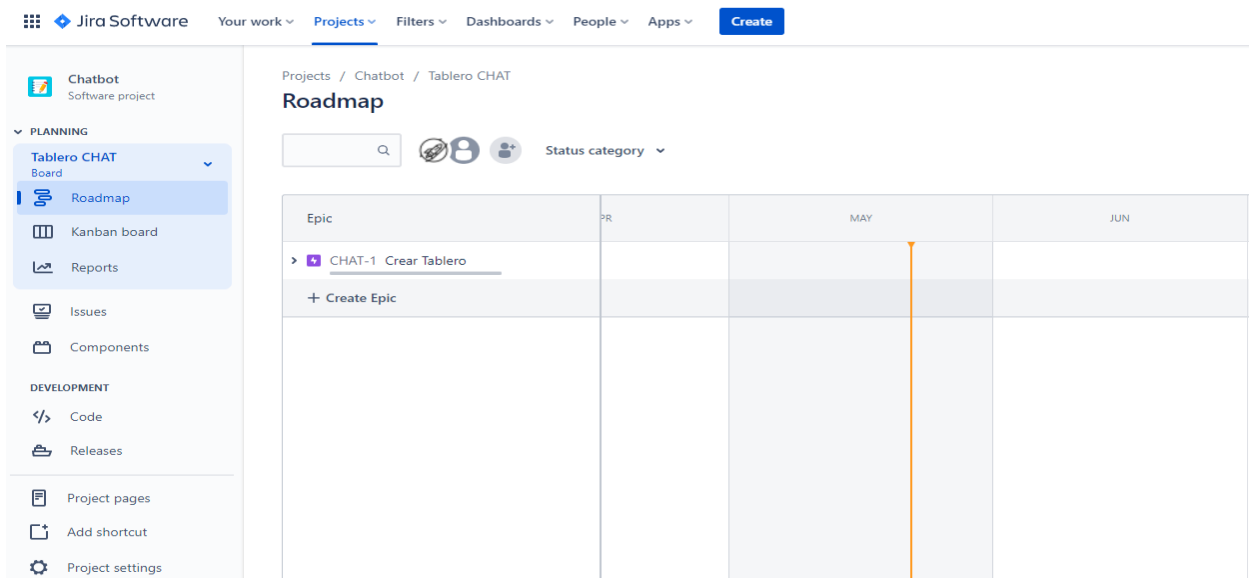 Jira Software Your work Projects Filters Dashboards People Apps Create
Chatbot
Software project
PLANNING
Tablero CHAT
Board
Roadmap
Kanban board
Reports
Issues
Components
DEVELOPMENT
Code
Releases
Project pages
Add shortcut
Project settings
Projects / Chatbot / Tablero CHAT
Roadmap
Status category
Epic PR MAY JUN
CHAT-1 Crear Tablero
+ Create Epic